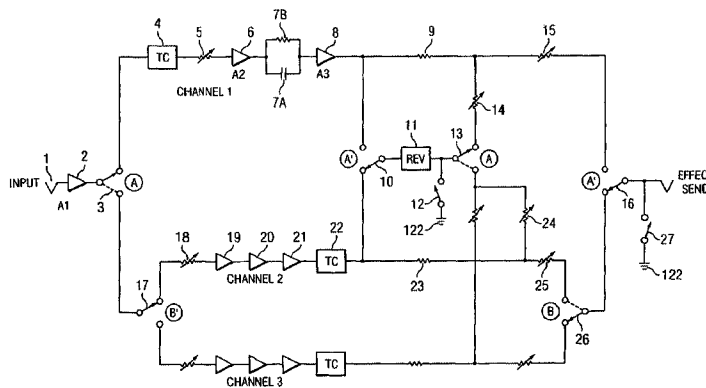 4
TC
5
6
A2
7B
7A
8
A3
9
15
CHANNEL 1
14
1
2
INPUT
A1
3
A
A'
10
11
REV
13
A
12
122
A'
16
EFFEC
SEND
27
122
24
18
19
20
21
22
TC
CHANNEL 2
23
25
17
B'
B
26
TC
CHANNEL 3